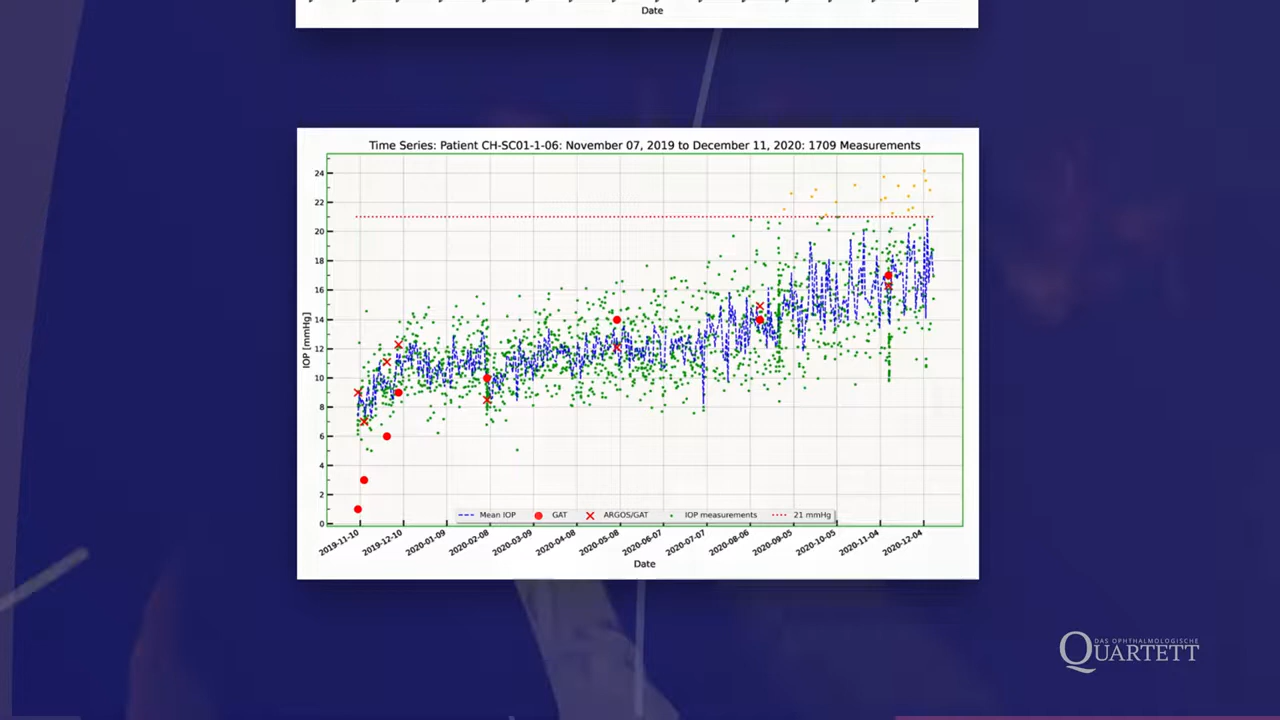 Date
Time Series: Patient CH-SC01-1-06: November 07, 2019 to December 11, 2020: 1709 Measurements
24
22
20
18
16
14
12
10
8
6
4
2
0
IOP [mmHg]
Mean IOP GAT ARGOS/GAT IOP measurements 21 mmHg
2019-11-10 2019-12-10 2020-01-09 2020-02-08 2020-03-09 2020-04-08 2020-05-08 2020-06-07 2020-07-07 2020-08-06 2020-09-05 2020-10-05 2020-11-04 2020-12-04
Date
DAS OPHTHALMOLOGISCHE
QUARTETT